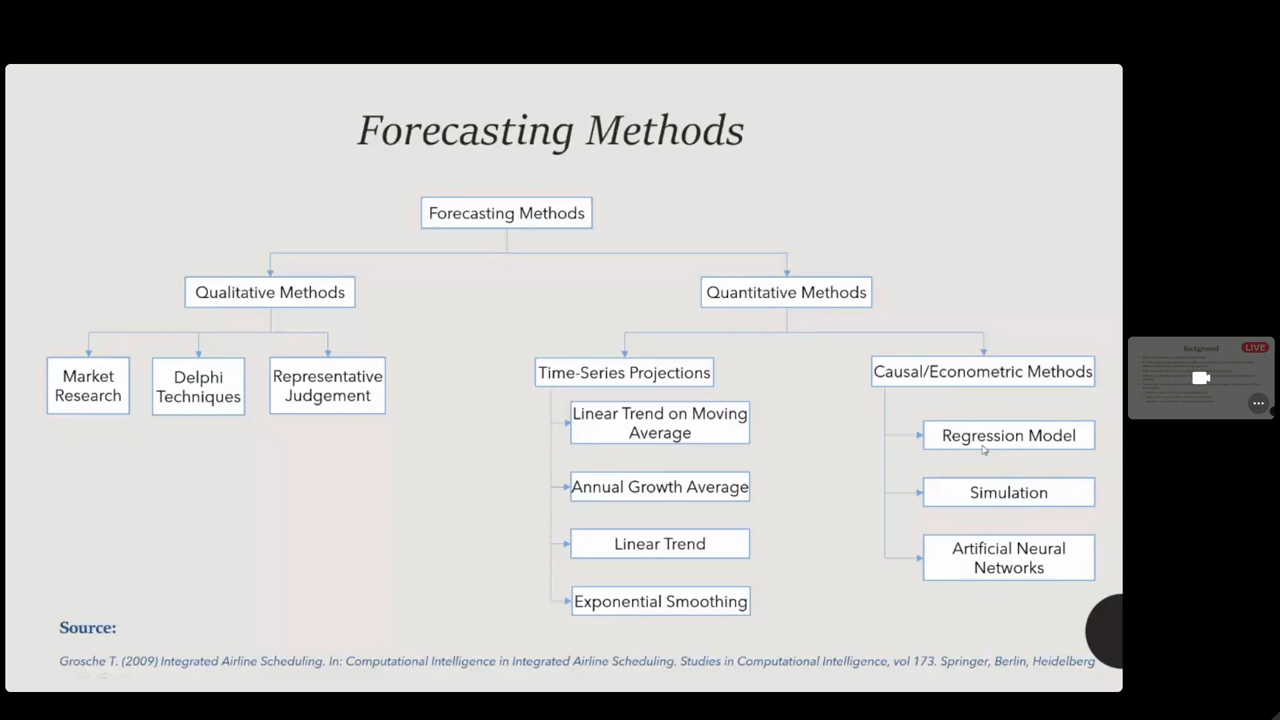 Forecasting Methods
Forecasting Methods
Qualitative Methods
Quantitative Methods
Market
Research
Delphi
Techniques
Representative
Judgement
Time-Series Projections
Linear Trend on Moving
Average
Annual Growth Average
Linear Trend
Exponential Smoothing
Causal/Econometric Methods
Regression Model
Simulation
Artificial Neural
Networks
Source:
Grosche T. (2009) Integrated Airline Scheduling. In: Computational Intelligence in Integrated Airline Scheduling. Studies in Computational Intelligence, vol 173. Springer, Berlin, Heidelberg
Background
LIVE